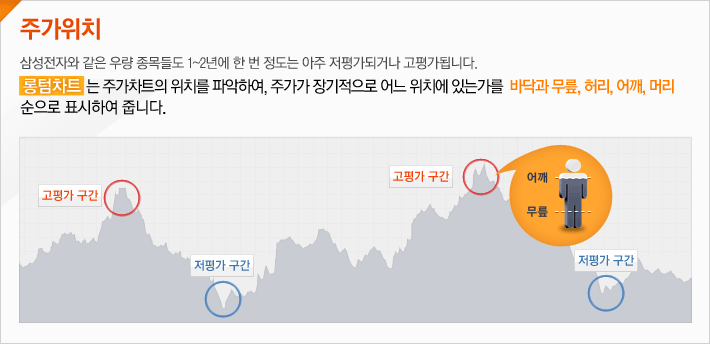 주가위치
삼성전자와 같은 우량 종목들도 1~2년에 한 번 정도는 아주 저평가되거나 고평가됩니다.
롱텀차트 는 주가차트의 위치를 파악하여, 주가가 장기적으로 어느 위치에 있는가를 바닥과 무릎, 허리, 어깨, 머리
순으로 표시하여 줍니다.
고평가 구간
고평가 구간
어깨
무릎
저평가 구간
저평가 구간